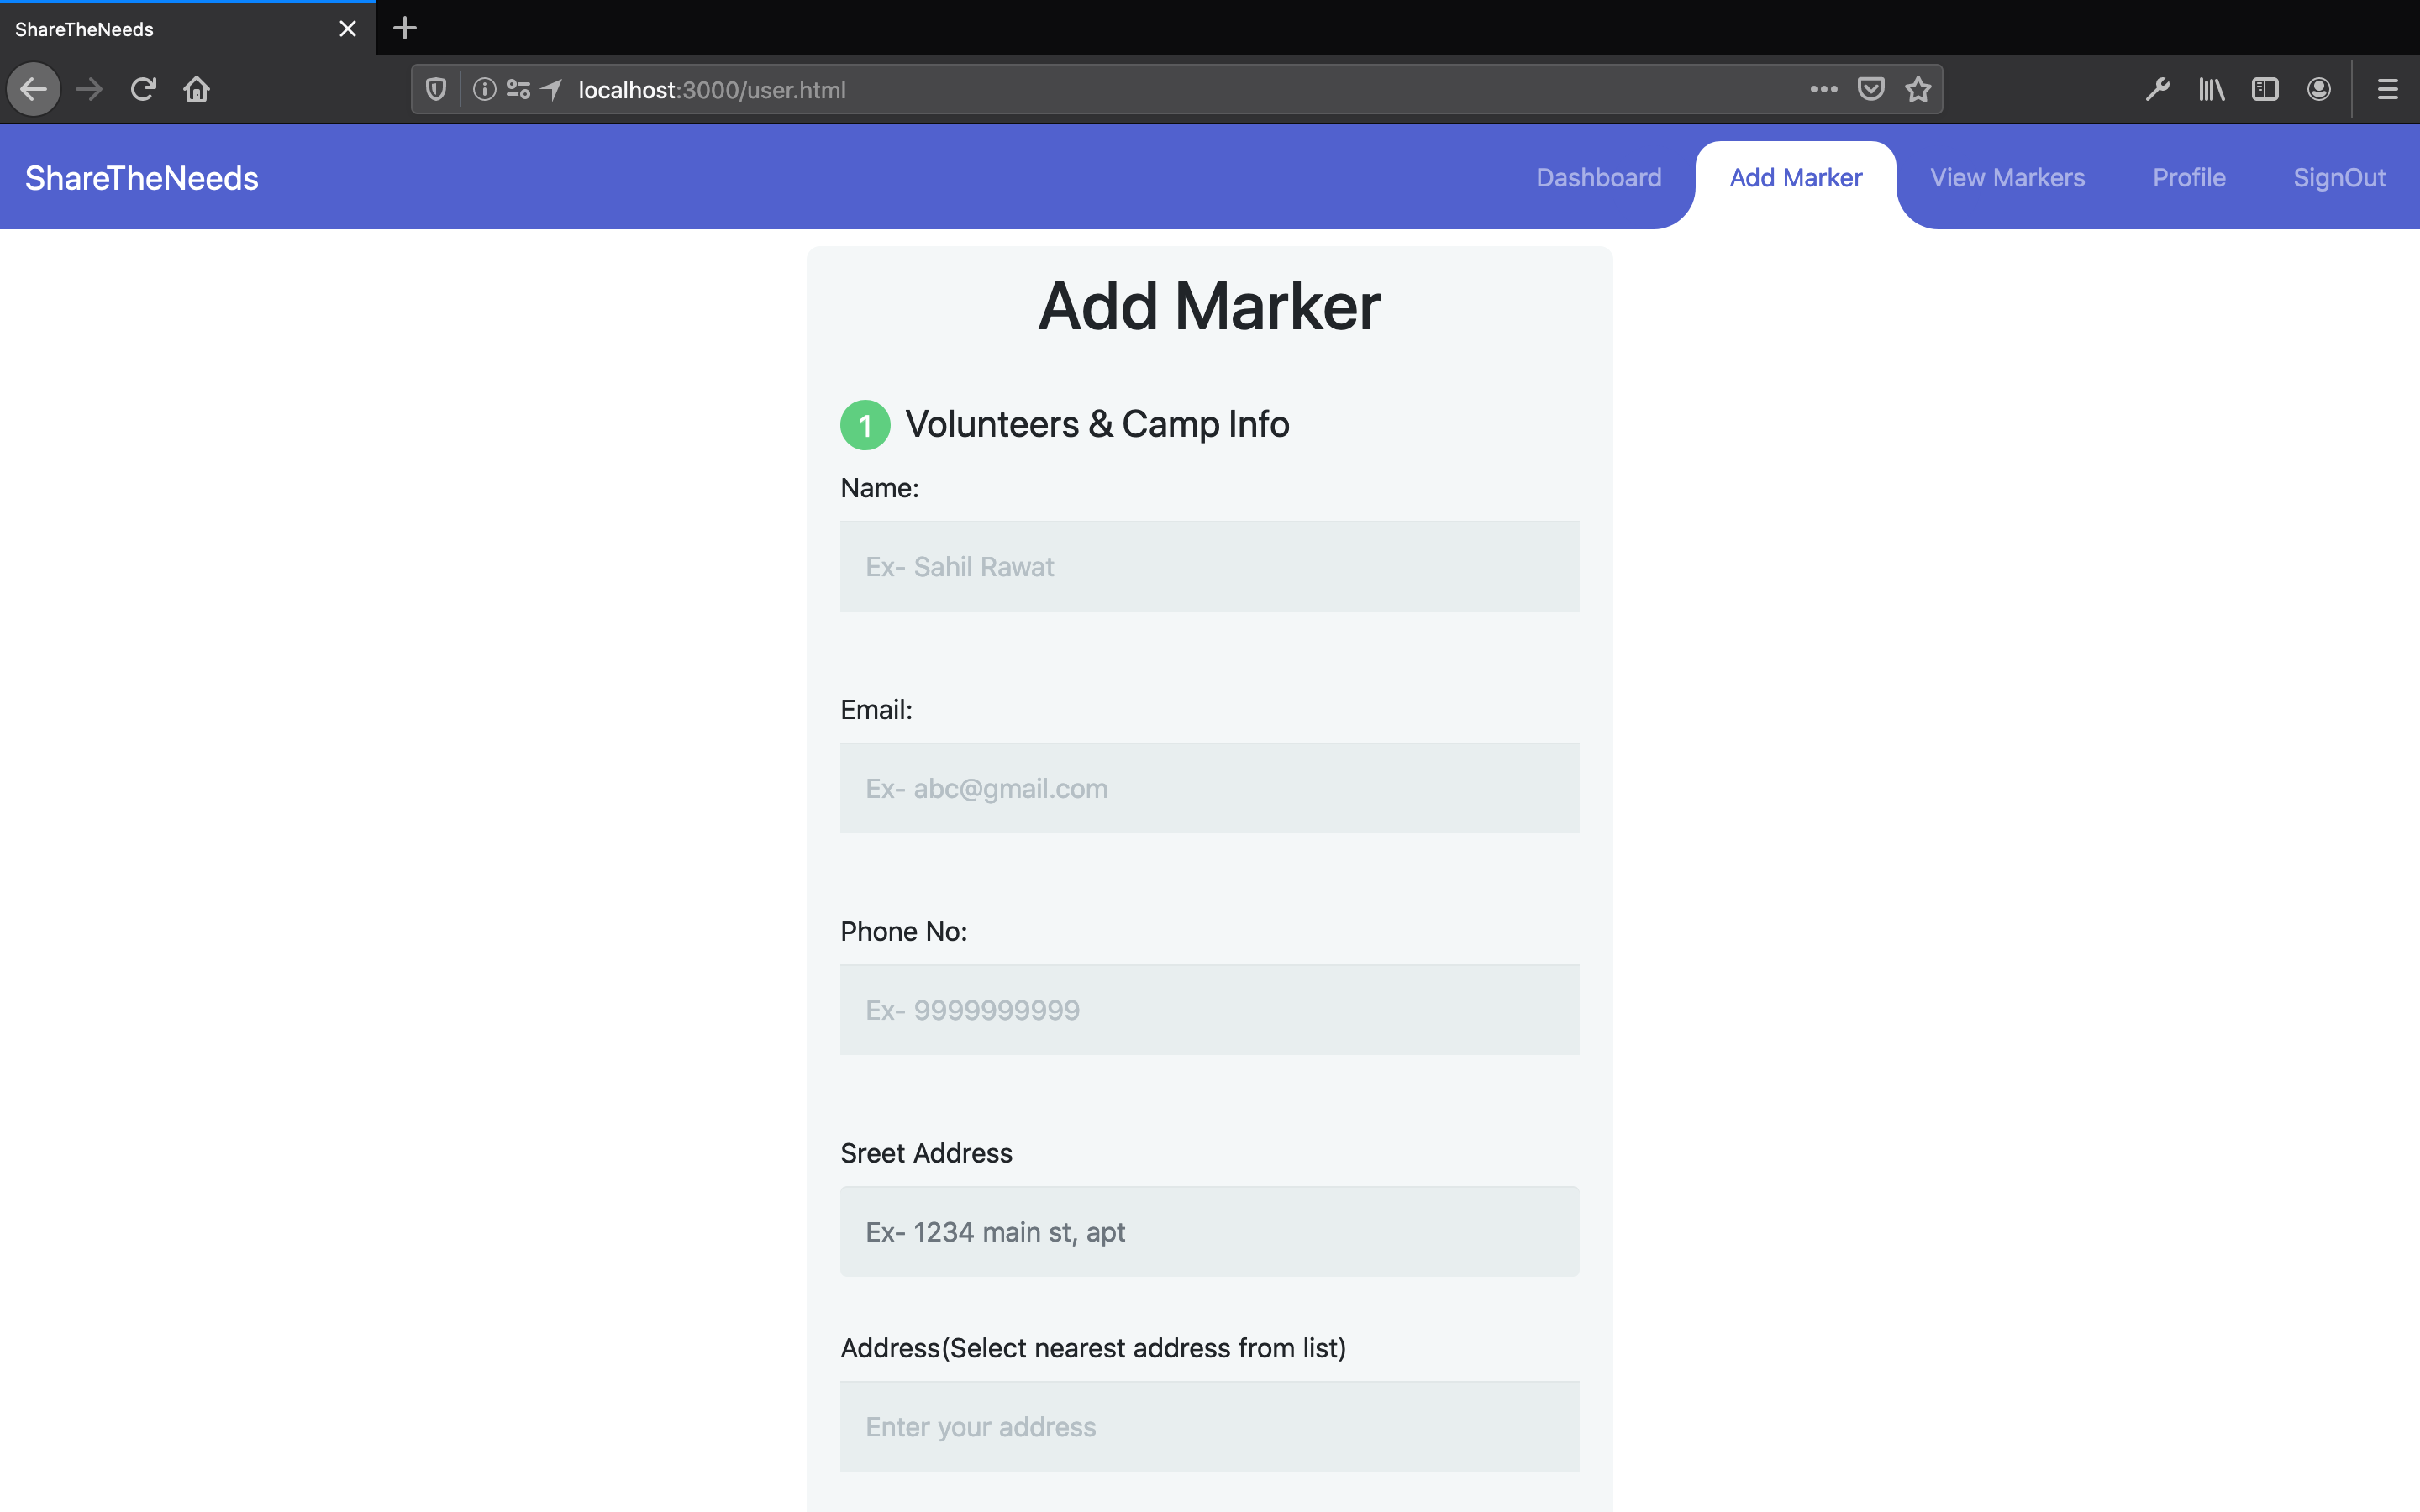 ShareTheNeeds
localhost:3000/user.html
ShareTheNeeds
Dashboard
Add Marker
View Markers
Profile
SignOut
Add Marker
1 Volunteers & Camp Info
Name:
Ex- Sahil Rawat
Email:
Ex- abc@gmail.com
Phone No:
Ex- 9999999999
Sreet Address
Ex- 1234 main st, apt
Address(Select nearest address from list)
Enter your address